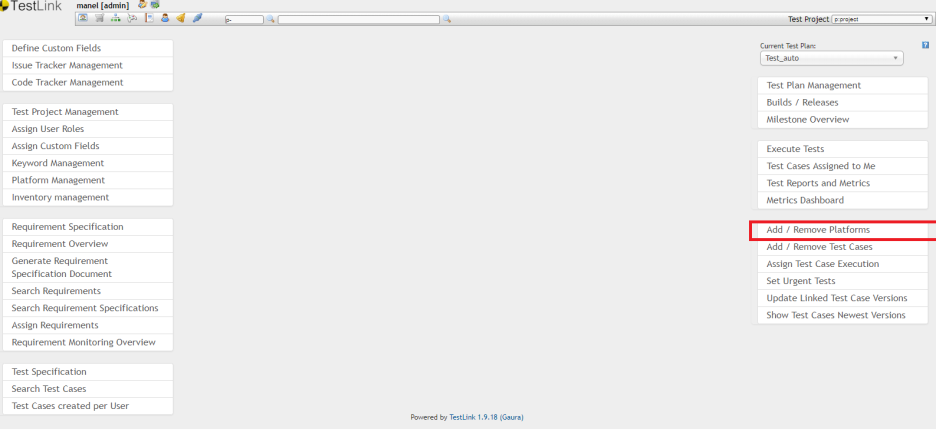 TestLink
manel [admin]
p-
Test Project p:project
Define Custom Fields
Issue Tracker Management
Code Tracker Management
Test Project Management
Assign User Roles
Assign Custom Fields
Keyword Management
Platform Management
Inventory management
Requirement Specification
Requirement Overview
Generate Requirement
Specification Document
Search Requirements
Search Requirement Specifications
Assign Requirements
Requirement Monitoring Overview
Test Specification
Search Test Cases
Test Cases created per User
Current Test Plan:
?
Test_auto
Test Plan Management
Builds / Releases
Milestone Overview
Execute Tests
Test Cases Assigned to Me
Test Reports and Metrics
Metrics Dashboard
Add / Remove Platforms
Add / Remove Test Cases
Assign Test Case Execution
Set Urgent Tests
Update Linked Test Case Versions
Show Test Cases Newest Versions
Powered by TestLink 1.9.18 (Gaura)